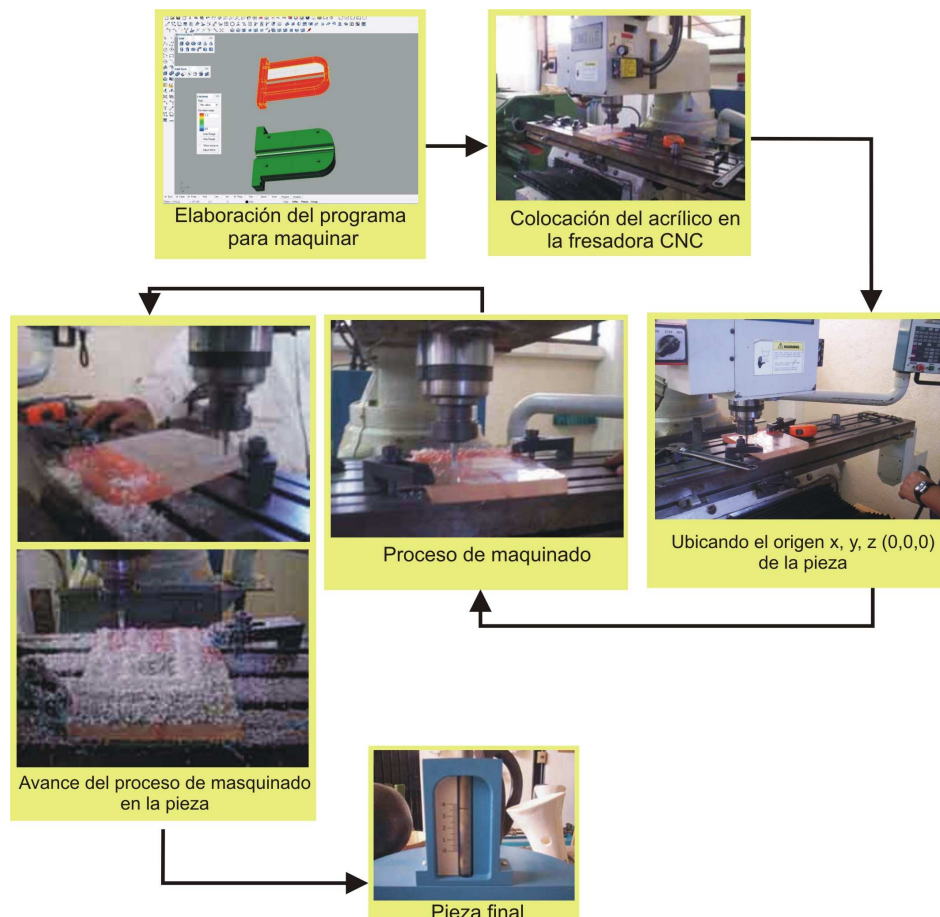 Elaboración del programa
para maquinar
Colocación del acrílico en
la fresadora CNC
WARNING
Ubicando el origen x, y, z (0,0,0)
de la pieza
Proceso de maquinado
Avance del proceso de masquinado
en la pieza
Pieza final